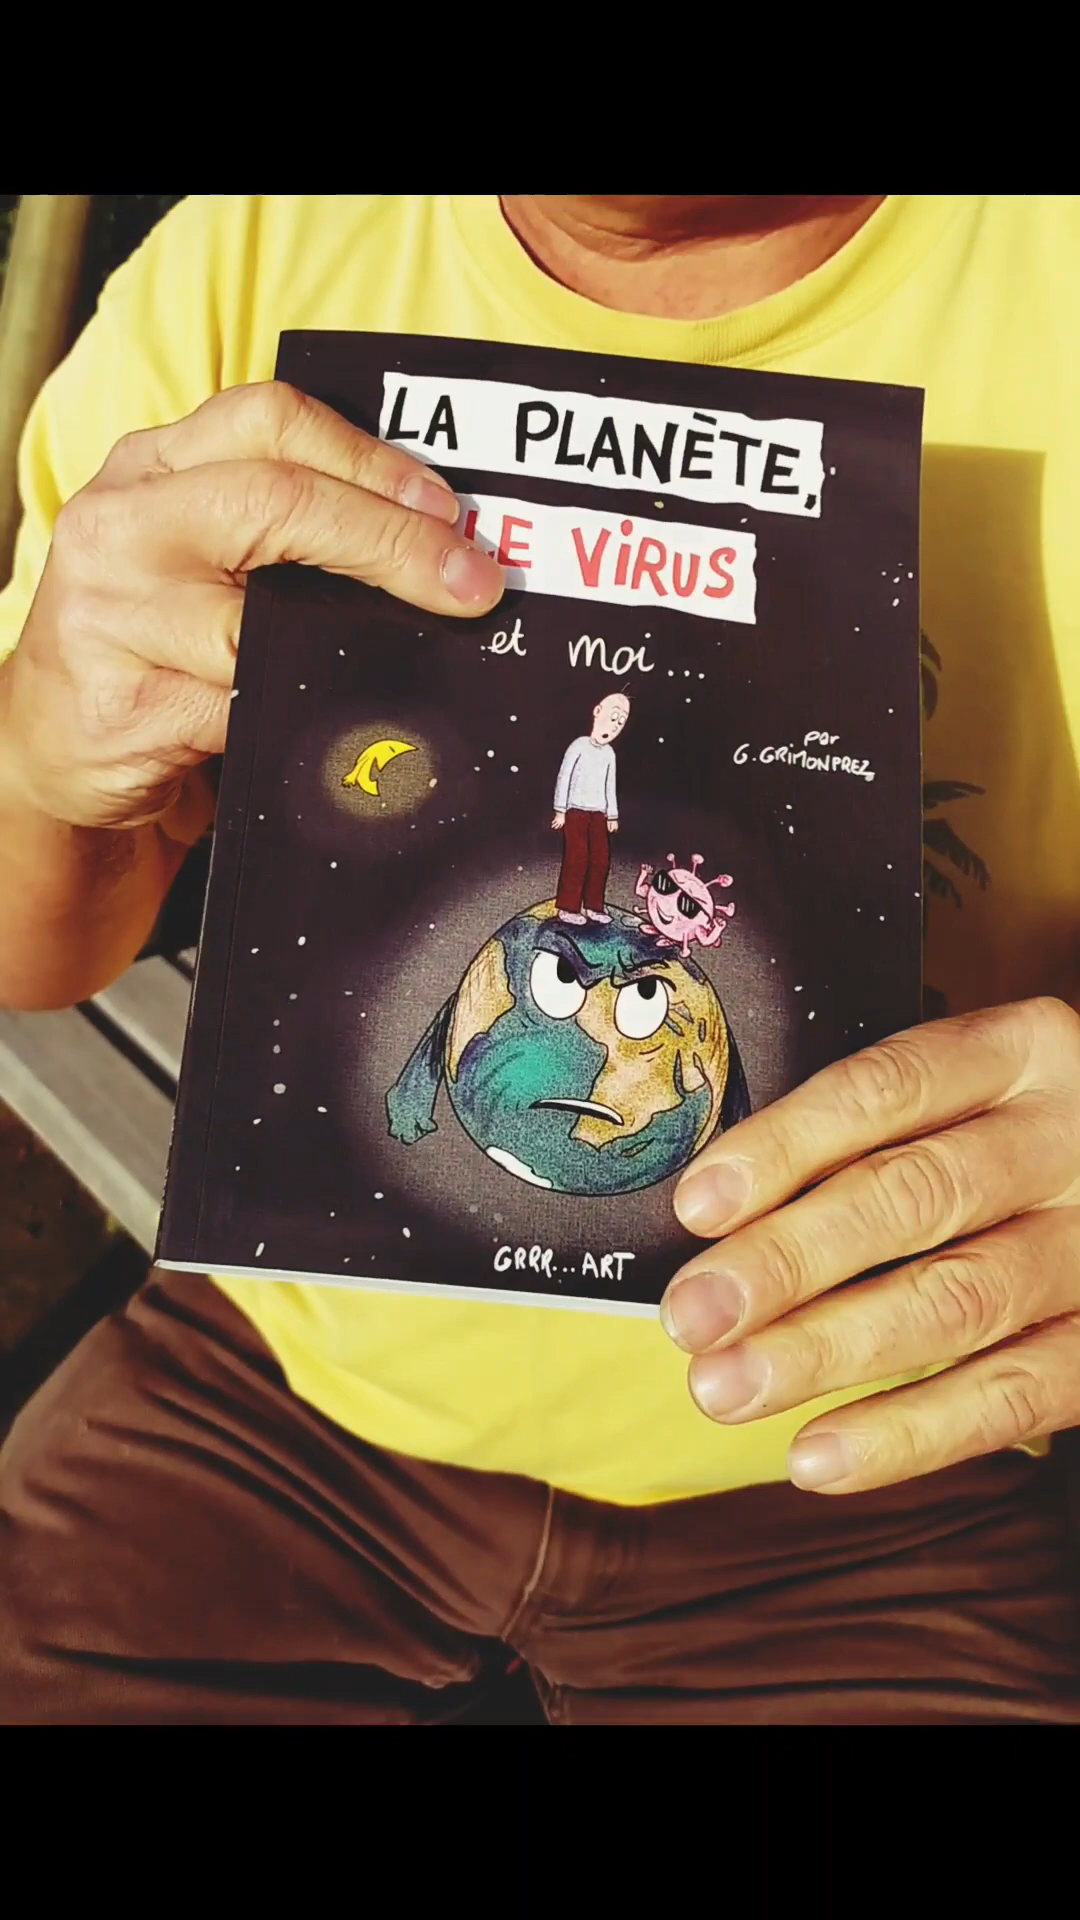 LA PLANÈTE,
LE ViRUS
et moi...
par
G. GRiMONPREZ
GRRR...ART